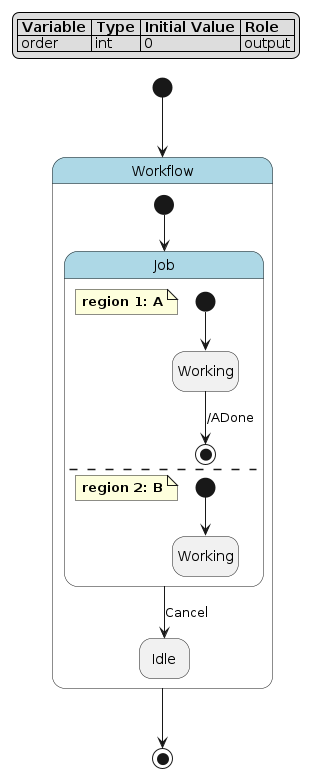 Variable Type Initial Value Role
order int 0 output
Workflow
Job
region 1: A
Working
/ADone
region 2: B
Working
Cancel
Idle